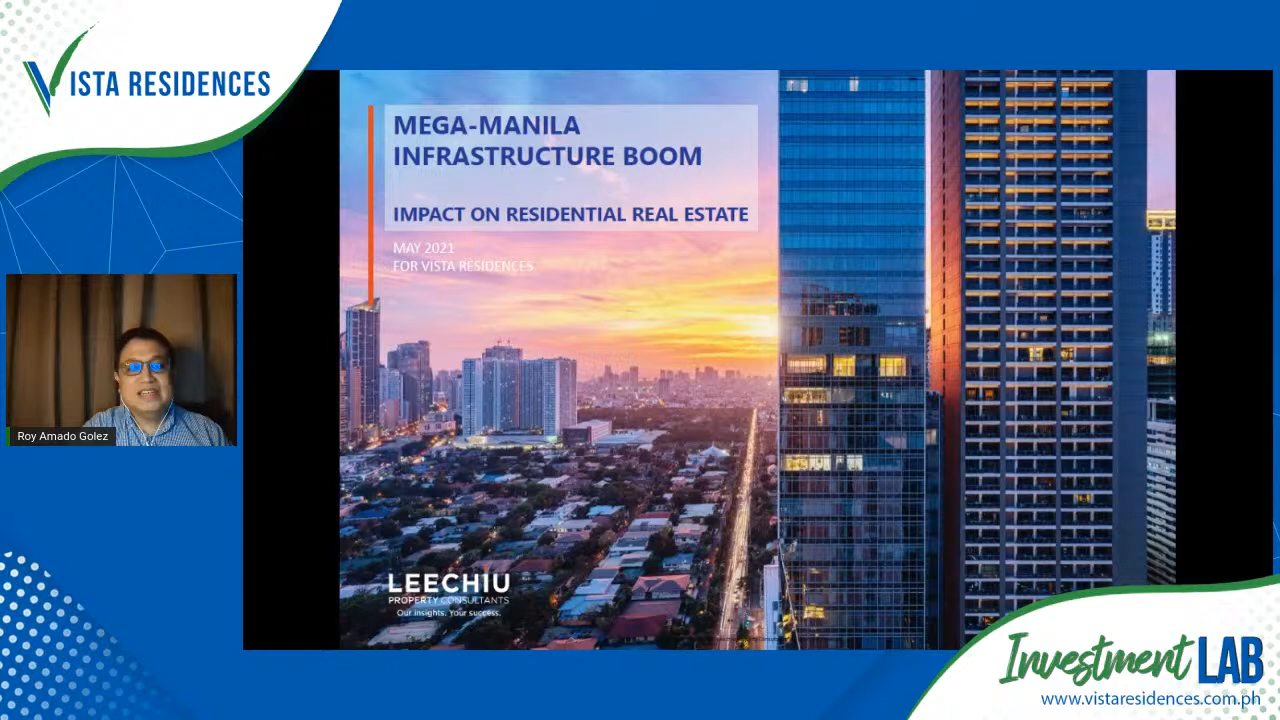 VISTA RESIDENCES
MEGA-MANILA
INFRASTRUCTURE BOOM
IMPACT ON RESIDENTIAL REAL ESTATE
MAY 2021
FOR VISTA RESIDENCES
Roy Amado Golez
LEECHIU
PROPERTY CONSULTANTS
Our insights. Your success.
Investment LAB
www.vistaresidences.com.ph